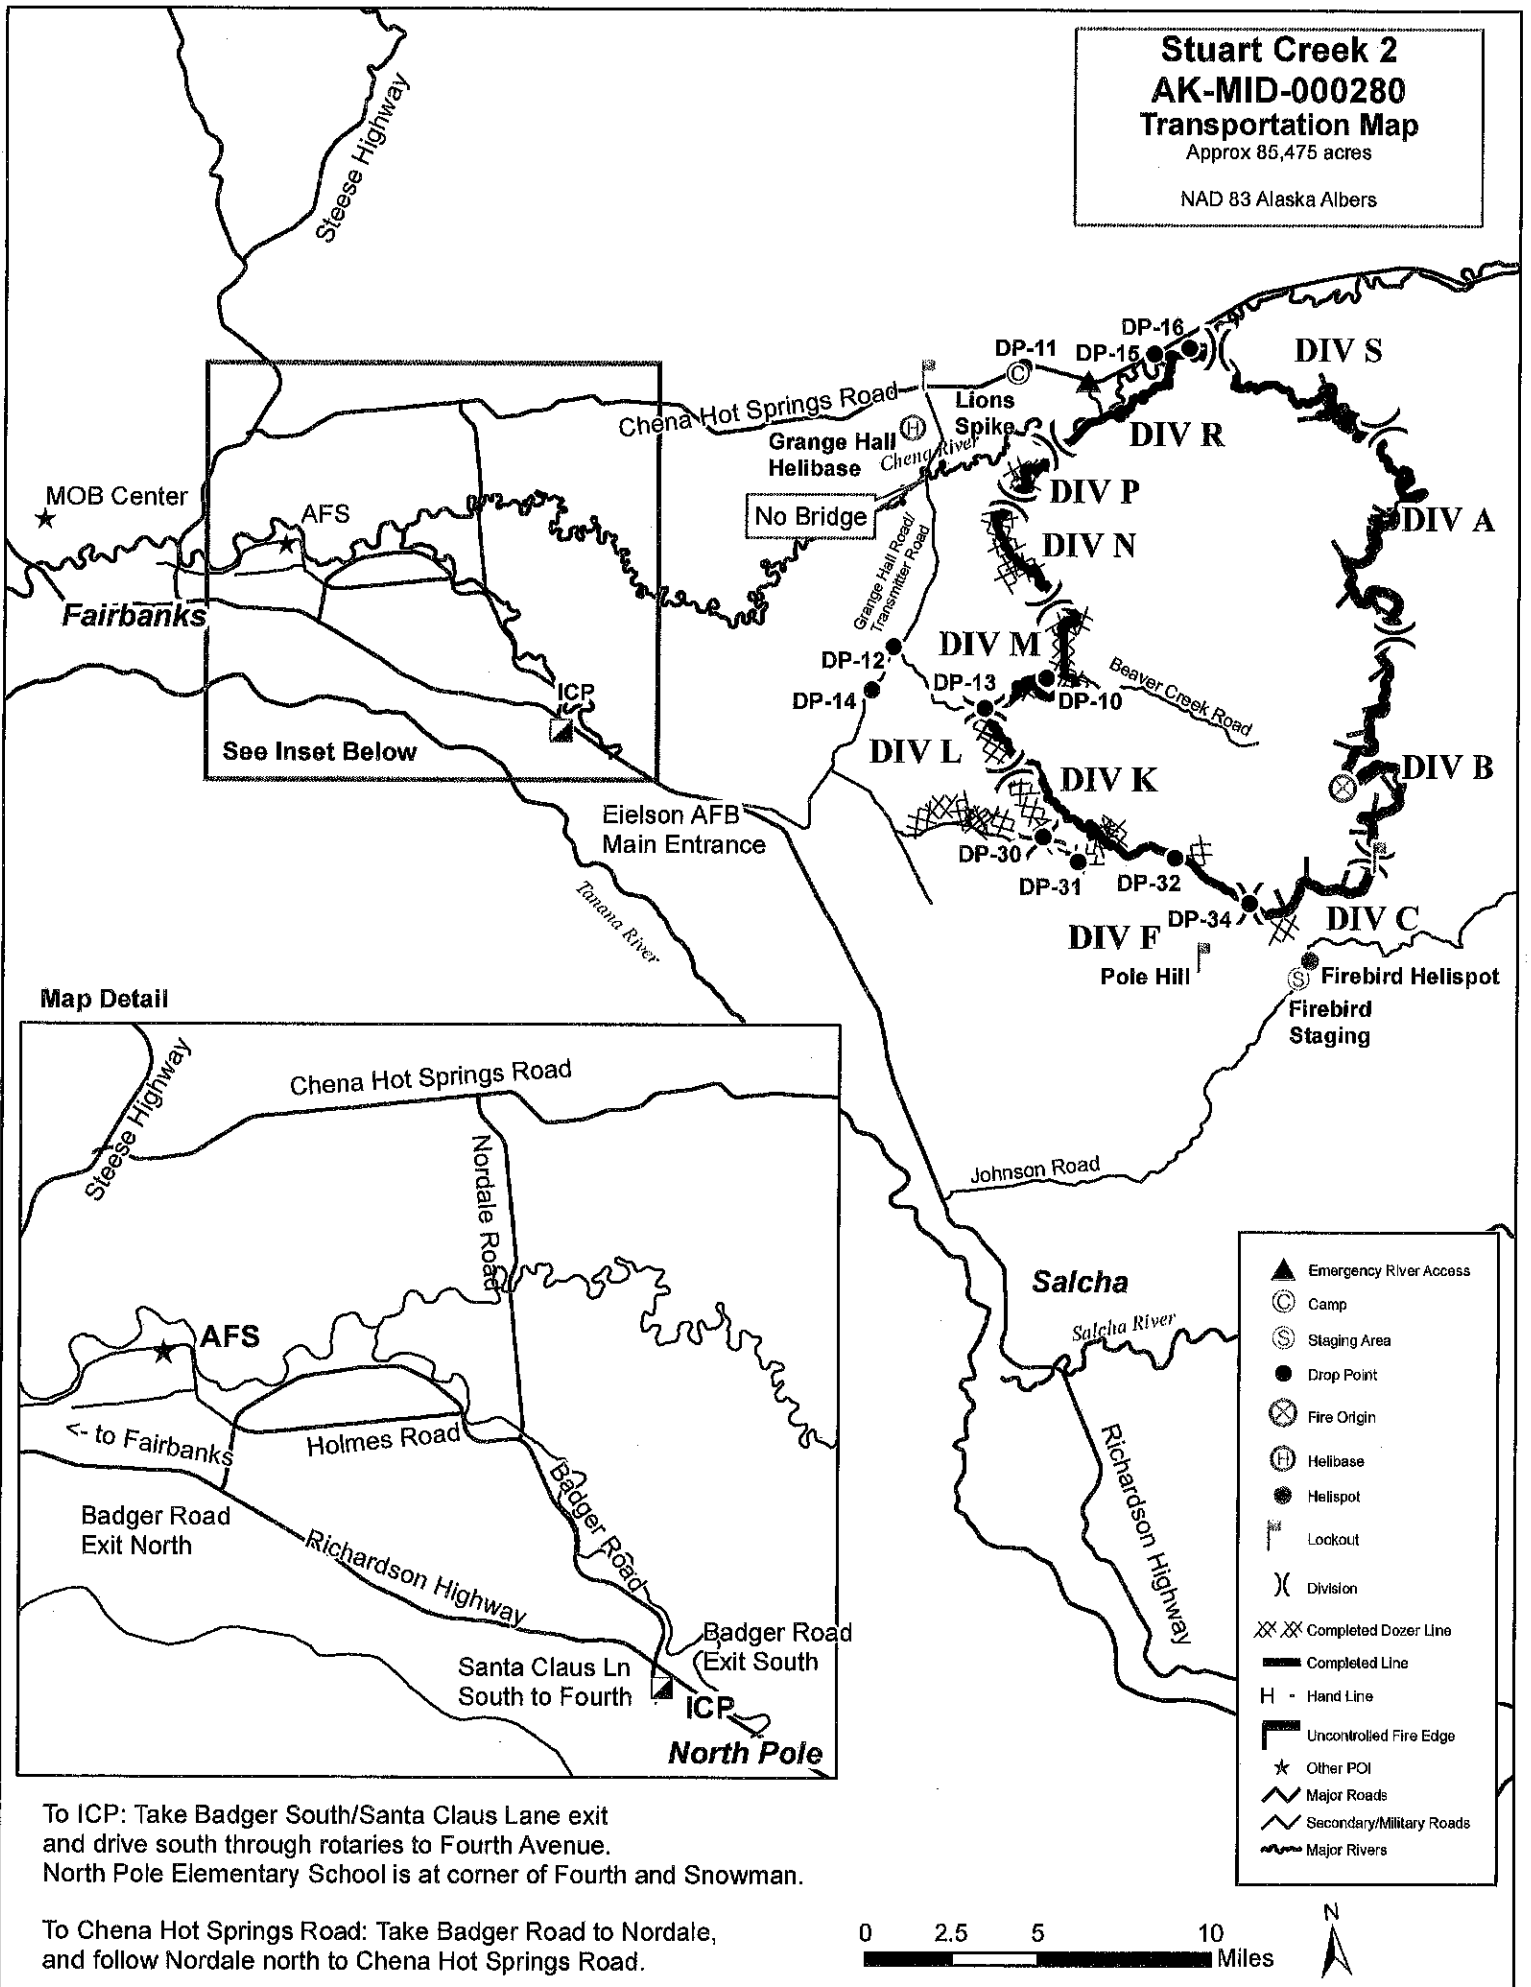 Stuart Creek 2
AK-MID-000280
Transportation Map
Approx 85,475 acres
NAD 83 Alaska Albers
Steese Highway
DP-16
DP-11
DP-15
DIV S
Chena Hot Springs Road
Lions
Spike
C
H
Grange Hall
Helibase
Chena River
DIV R
MOB Center
AFS
DIV P
No Bridge
DIV A
DIV N
Grange Hall Road/
Transmitter Road
Fairbanks
DIV M
DP-12
DP-13
DP-14
DP-10
Beaver Creek Road
ICP
See Inset Below
DIV L
DIV K
DIV B
Eielson AFB
Main Entrance
DP-30
DP-31
DP-32
DP-34
DIV C
DIV F
Tanana River
Pole Hill
S
Firebird Helispot
Firebird
Staging
Map Detail
Chena Hot Springs Road
Steese Highway
Nordale Road
Johnson Road
AFS
Salcha
Salcha River
<- to Fairbanks
Holmes Road
Badger Road
Exit North
Badger Road
Richardson Highway
Richardson Highway
Badger Road
Exit South
Santa Claus Ln
South to Fourth
ICP
North Pole
Emergency River Access
C Camp
S Staging Area
Drop Point
Fire Origin
H Helibase
Helispot
Lookout
)( Division
Completed Dozer Line
Completed Line
H - Hand Line
Uncontrolled Fire Edge
Other POI
Major Roads
Secondary/Military Roads
Major Rivers
To ICP: Take Badger South/Santa Claus Lane exit
and drive south through rotaries to Fourth Avenue.
North Pole Elementary School is at corner of Fourth and Snowman.
To Chena Hot Springs Road: Take Badger Road to Nordale,
and follow Nordale north to Chena Hot Springs Road.
0 2.5 5 10
Miles
N